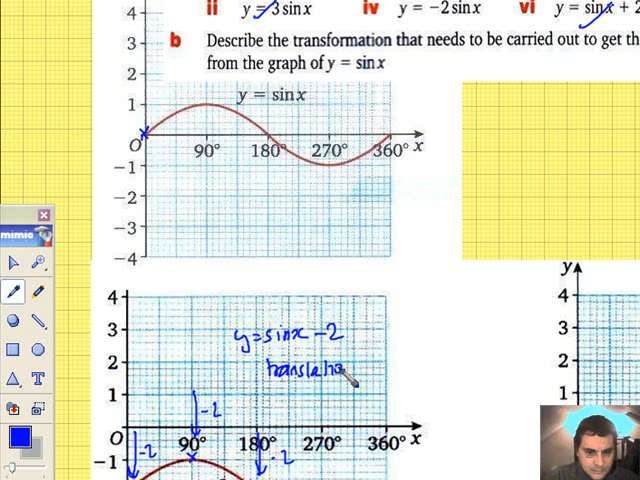 4 ii y = 3 sin x iv y = −2 sin x vi y = sin x + 2
3 b Describe the transformation that needs to be carried out to get th
2 from the graph of y = sin x
1 y = sin x
O 90° 180° 270° 360° x
−1
−2
−3
−4
mimio
T
4 y
3 y=sinx -2 4
2 translatio 3
1 -2 2
O 90° 180° 270° 360° x 1
−1 -2 -2